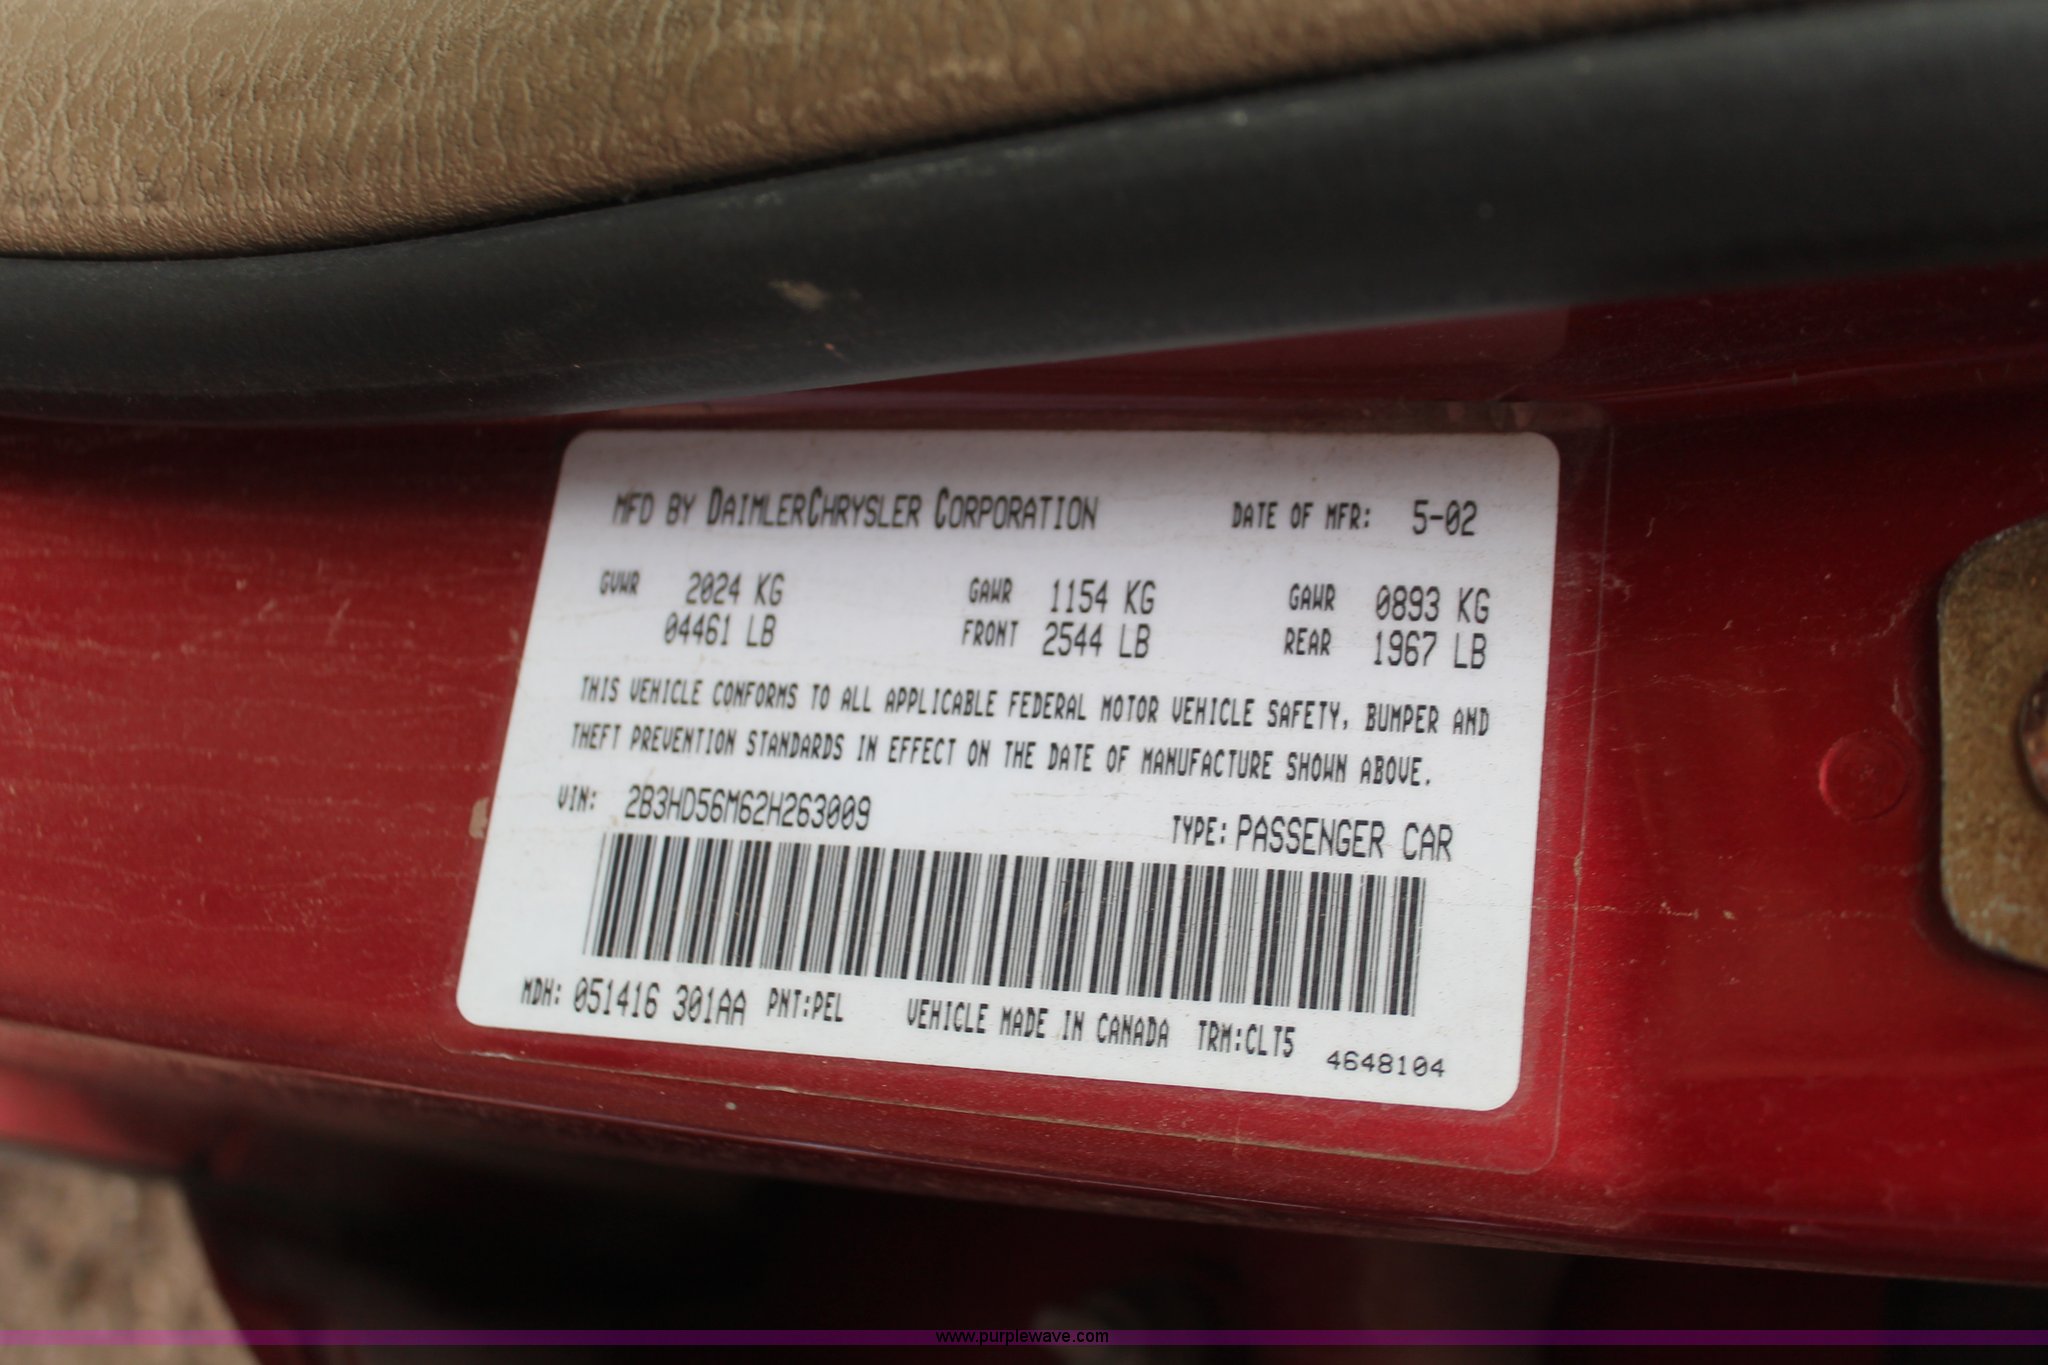 MFD BY DAIMLERCHRYSLER CORPORATION DATE OF MFR: 5-02
GVWR 2024 KG GAWR 1154 KG GAWR 0893 KG
04461 LB FRONT 2544 LB REAR 1967 LB
THIS VEHICLE CONFORMS TO ALL APPLICABLE FEDERAL MOTOR VEHICLE SAFETY, BUMPER AND
THEFT PREVENTION STANDARDS IN EFFECT ON THE DATE OF MANUFACTURE SHOWN ABOVE.
VIN: 2B3HD56M62H263009 TYPE: PASSENGER CAR
MDH: 051416 301AA PNT:PEL VEHICLE MADE IN CANADA TRM:CLT5 4648104
www.purplewave.com